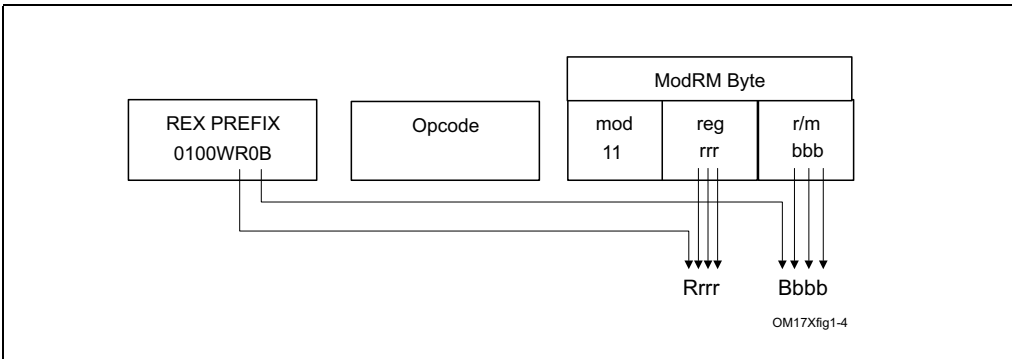 ModRM Byte
REX PREFIX
0100WR0B
Opcode
mod
11
reg
rrr
r/m
bbb
Rrrr
Bbbb
OM17Xfig1-4